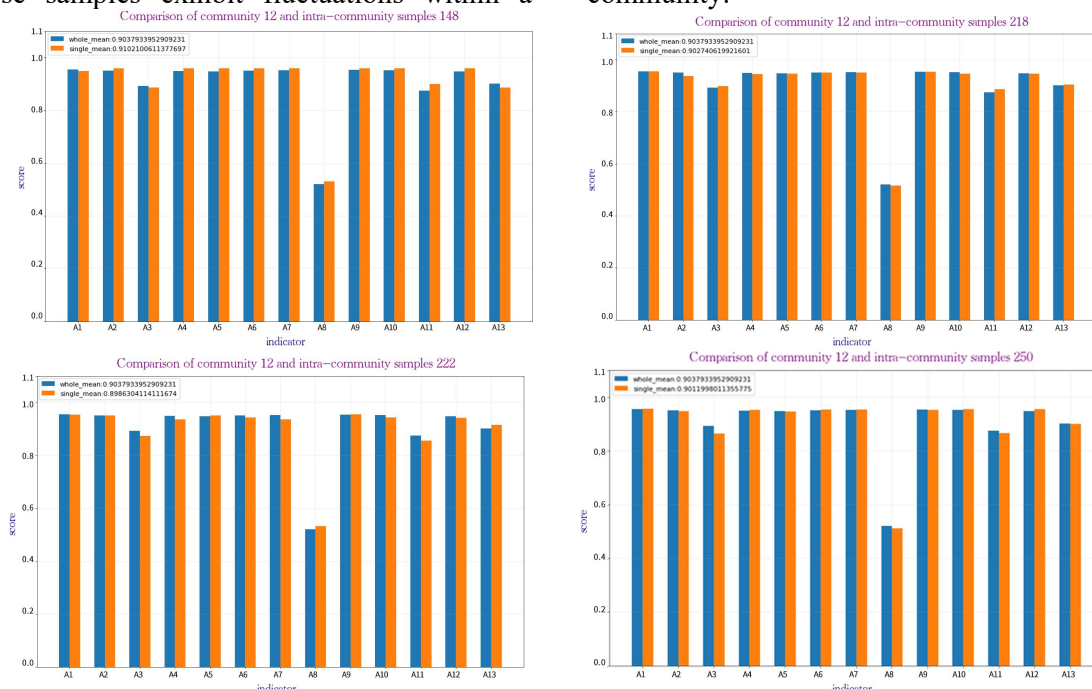 se samples exhibit fluctuations within a
community.
Comparison of community 12 and intra-community samples 148
whole_mean:0.9037933952909231
single_mean:0.9102100611377697
1.1
1.0
0.8
0.6
0.4
0.2
0.0
score
A1 A2 A3 A4 A5 A6 A7 A8 A9 A10 A11 A12 A13
indicator
Comparison of community 12 and intra-community samples 218
whole_mean:0.9037933952909231
single_mean:0.902740619921601
1.1
1.0
0.8
0.6
0.4
0.2
0.0
score
A1 A2 A3 A4 A5 A6 A7 A8 A9 A10 A11 A12 A13
indicator
Comparison of community 12 and intra-community samples 222
whole_mean:0.9037933952909231
single_mean:0.8986304114111674
1.1
1.0
0.8
0.6
0.4
0.2
0.0
score
A1 A2 A3 A4 A5 A6 A7 A8 A9 A10 A11 A12 A13
indicator
Comparison of community 12 and intra-community samples 250
whole_mean:0.9037933952909231
single_mean:0.9011998011355775
1.1
1.0
0.8
0.6
0.4
0.2
0.0
score
A1 A2 A3 A4 A5 A6 A7 A8 A9 A10 A11 A12 A13
indicator